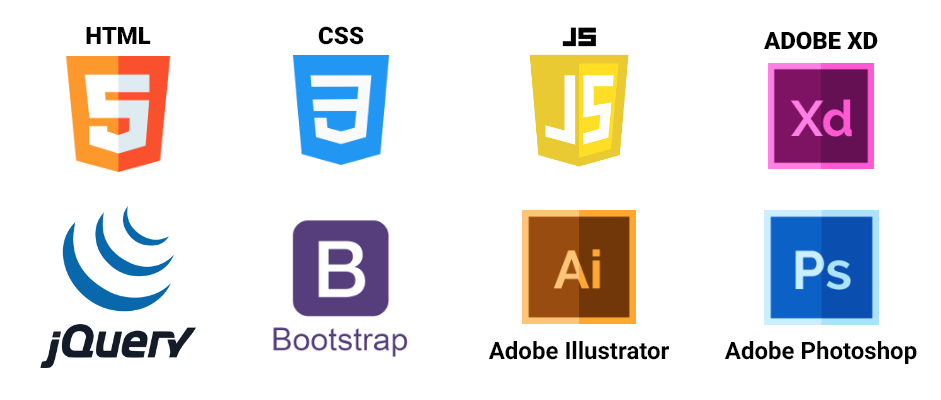 HTML
CSS
JS
ADOBE XD
5
3
JS
Xd
jQuery
B
Bootstrap
Ai
Adobe Illustrator
Ps
Adobe Photoshop